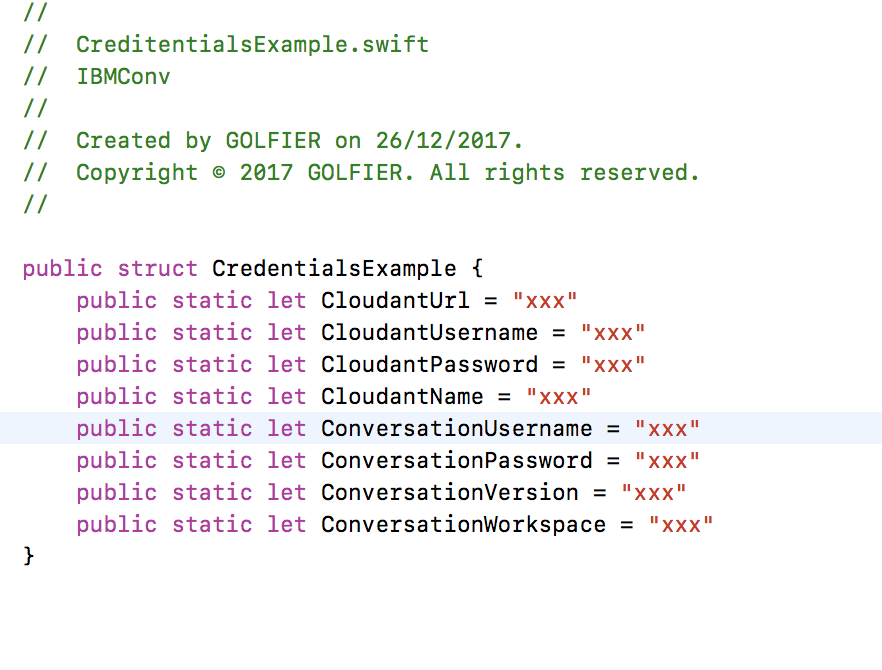 //
//  CreditentialsExample.swift
//  IBMConv
//
//  Created by GOLFIER on 26/12/2017.
//  Copyright © 2017 GOLFIER. All rights reserved.
//

public struct CredentialsExample {
    public static let CloudantUrl = "xxx"
    public static let CloudantUsername = "xxx"
    public static let CloudantPassword = "xxx"
    public static let CloudantName = "xxx"
    public static let ConversationUsername = "xxx"
    public static let ConversationPassword = "xxx"
    public static let ConversationVersion = "xxx"
    public static let ConversationWorkspace = "xxx"
}